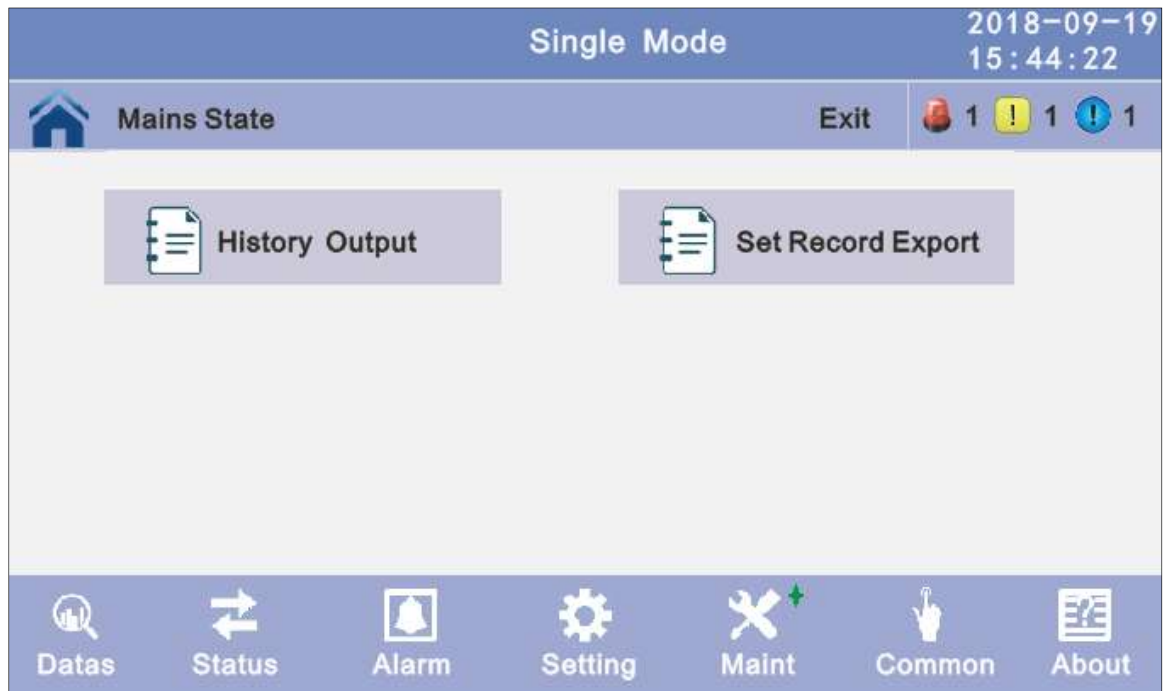 Single Mode
2018-09-19
15:44:22
Mains State
Exit
1 ! 1 ! 1
History Output
Set Record Export
Datas
Status
Alarm
Setting
Maint
Common
About